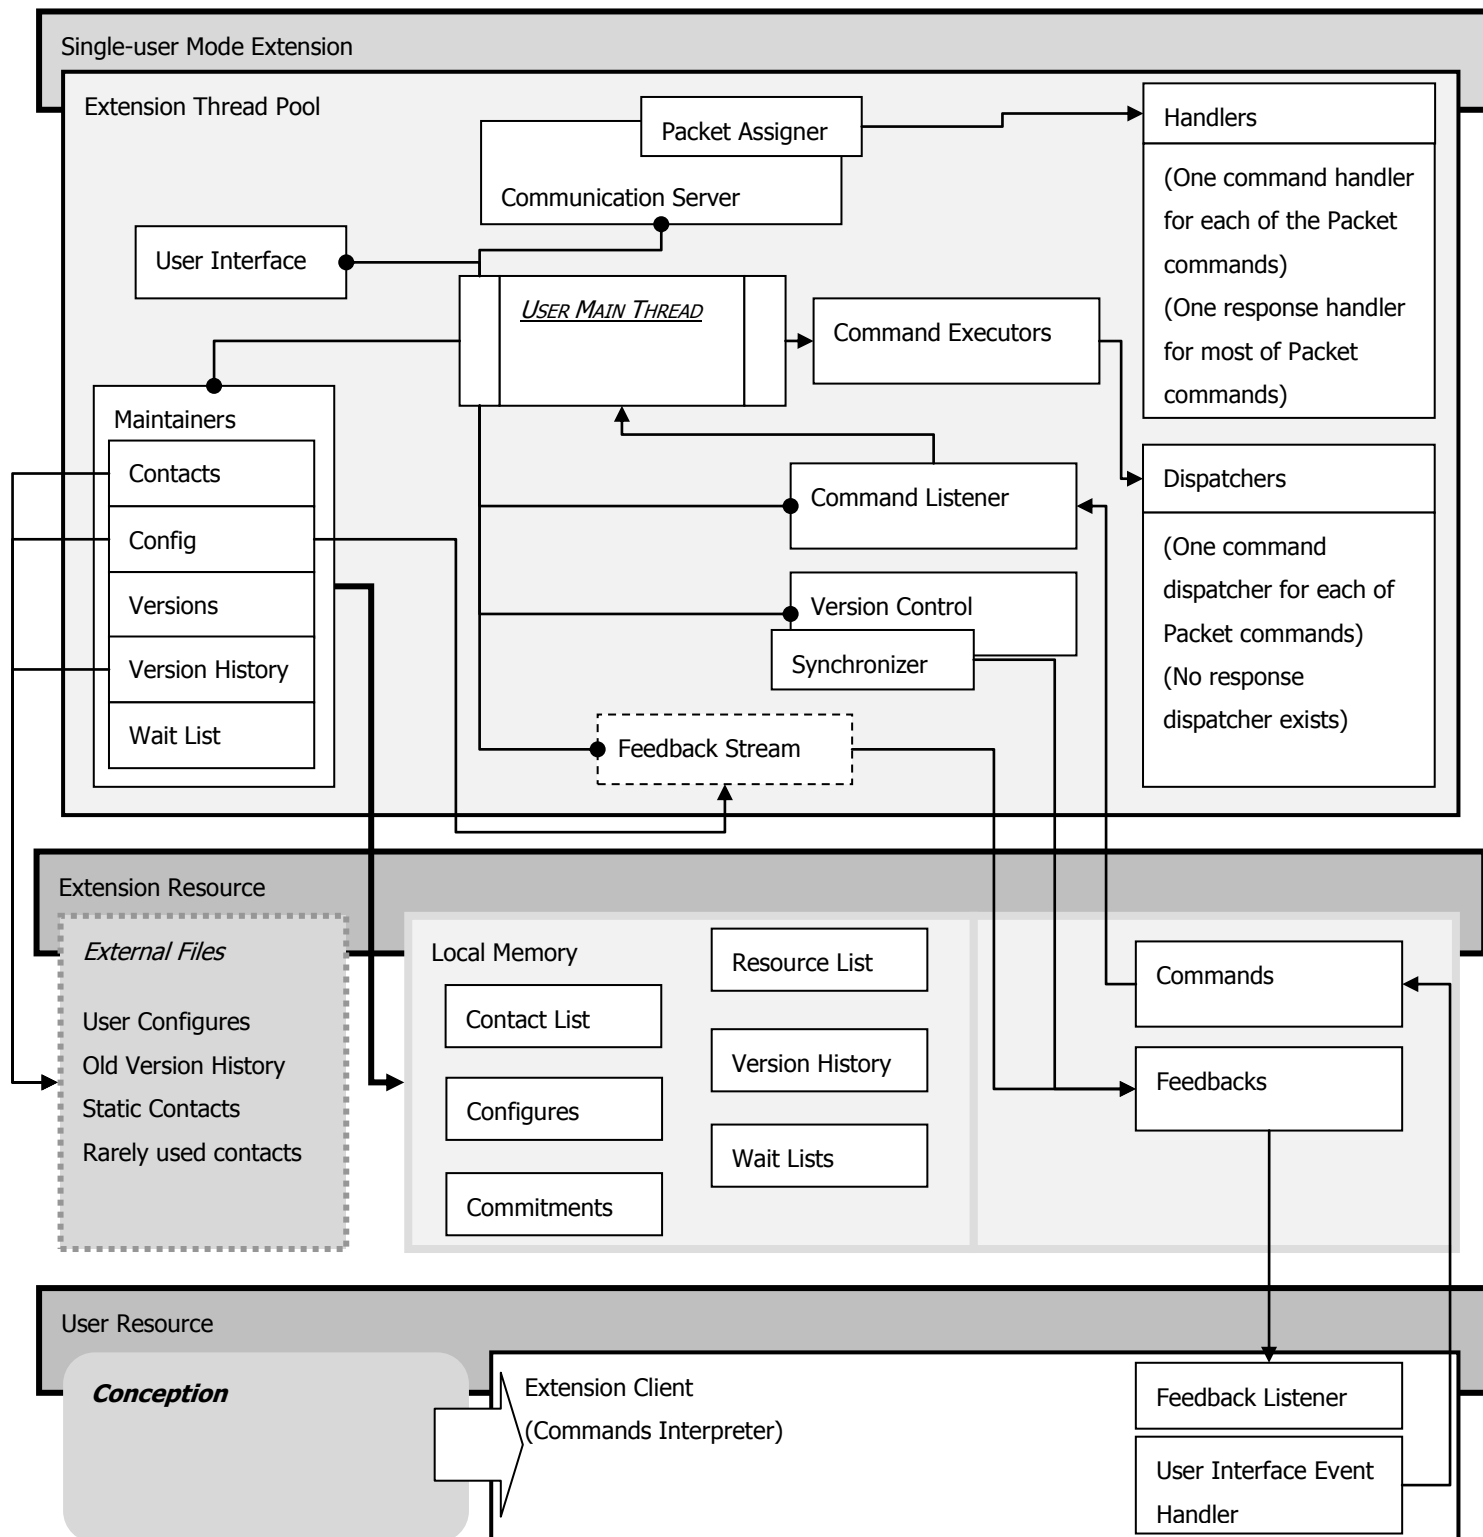 Single-user Mode Extension
Extension Thread Pool
Packet Assigner
Communication Server
User Interface
USER MAIN THREAD
Command Executors
Handlers
(One command handler
for each of the Packet
commands)
(One response handler
for most of Packet
commands)
Maintainers
Contacts
Config
Versions
Version History
Wait List
Command Listener
Version Control
Synchronizer
Feedback Stream
Dispatchers
(One command
dispatcher for each of
Packet commands)
(No response
dispatcher exists)
Extension Resource
External Files
User Configures
Old Version History
Static Contacts
Rarely used contacts
Local Memory
Contact List
Configures
Commitments
Resource List
Version History
Wait Lists
Commands
Feedbacks
User Resource
Conception
Extension Client
(Commands Interpreter)
Feedback Listener
User Interface Event
Handler